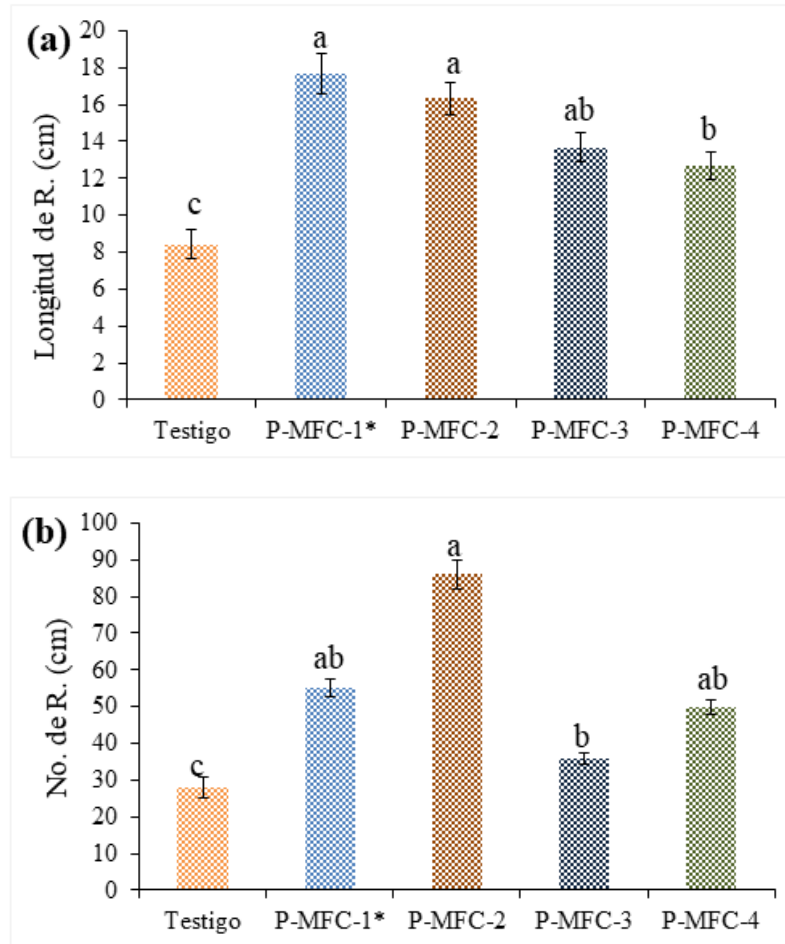 (a)
Longitud de R. (cm)
20
18
16
14
12
10
8
6
4
2
0
c
a
a
ab
b
Testigo P-MFC-1* P-MFC-2 P-MFC-3 P-MFC-4
(b)
No. de R. (cm)
100
90
80
70
60
50
40
30
20
10
0
c
ab
a
b
ab
Testigo P-MFC-1* P-MFC-2 P-MFC-3 P-MFC-4